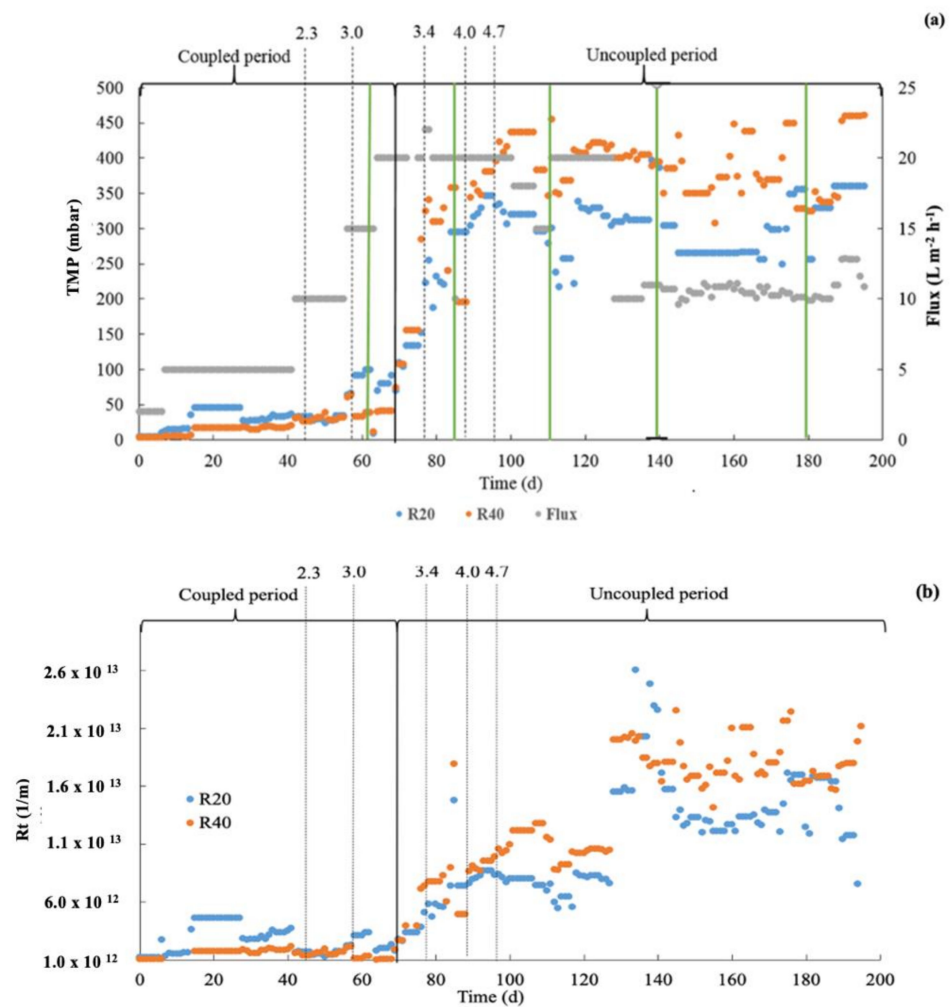 (a)
2.3 3.0 3.4 4.0 4.7
Coupled period Uncoupled period
500 25
450
400 20
350
300 15
250
200 10
150
100 5
50
0 0
TMP (mbar)
Flux (L m⁻² h⁻¹)
0 20 40 60 80 100 120 140 160 180 200
Time (d)
R20 R40 Flux
(b)
2.3 3.0 3.4 4.0 4.7
Coupled period Uncoupled period
2.6 x 10 ¹³
2.1 x 10 ¹³
1.6 x 10 ¹³
1.1 x 10 ¹³
6.0 x 10 ¹²
1.0 x 10 ¹²
Rt (1/m)
R20
R40
0 20 40 60 80 100 120 140 160 180 200
Time (d)